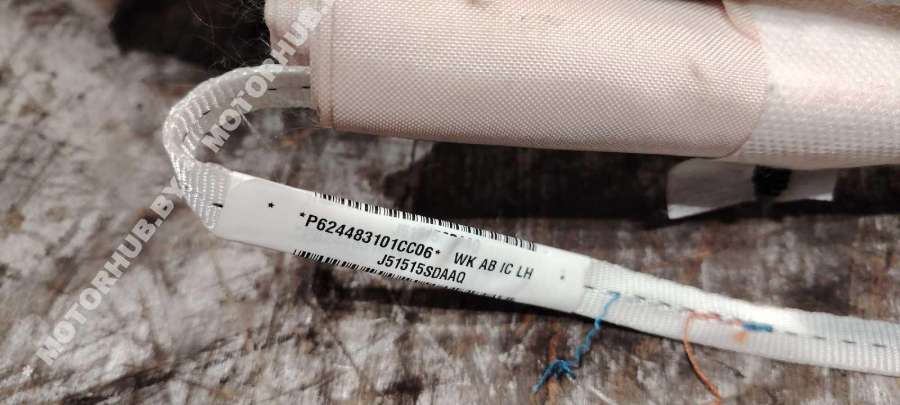 MOTORHUB.BY
MOTORHUB.BY
*P624483101CC06* WK AB IC LH
J51515SDAAQ